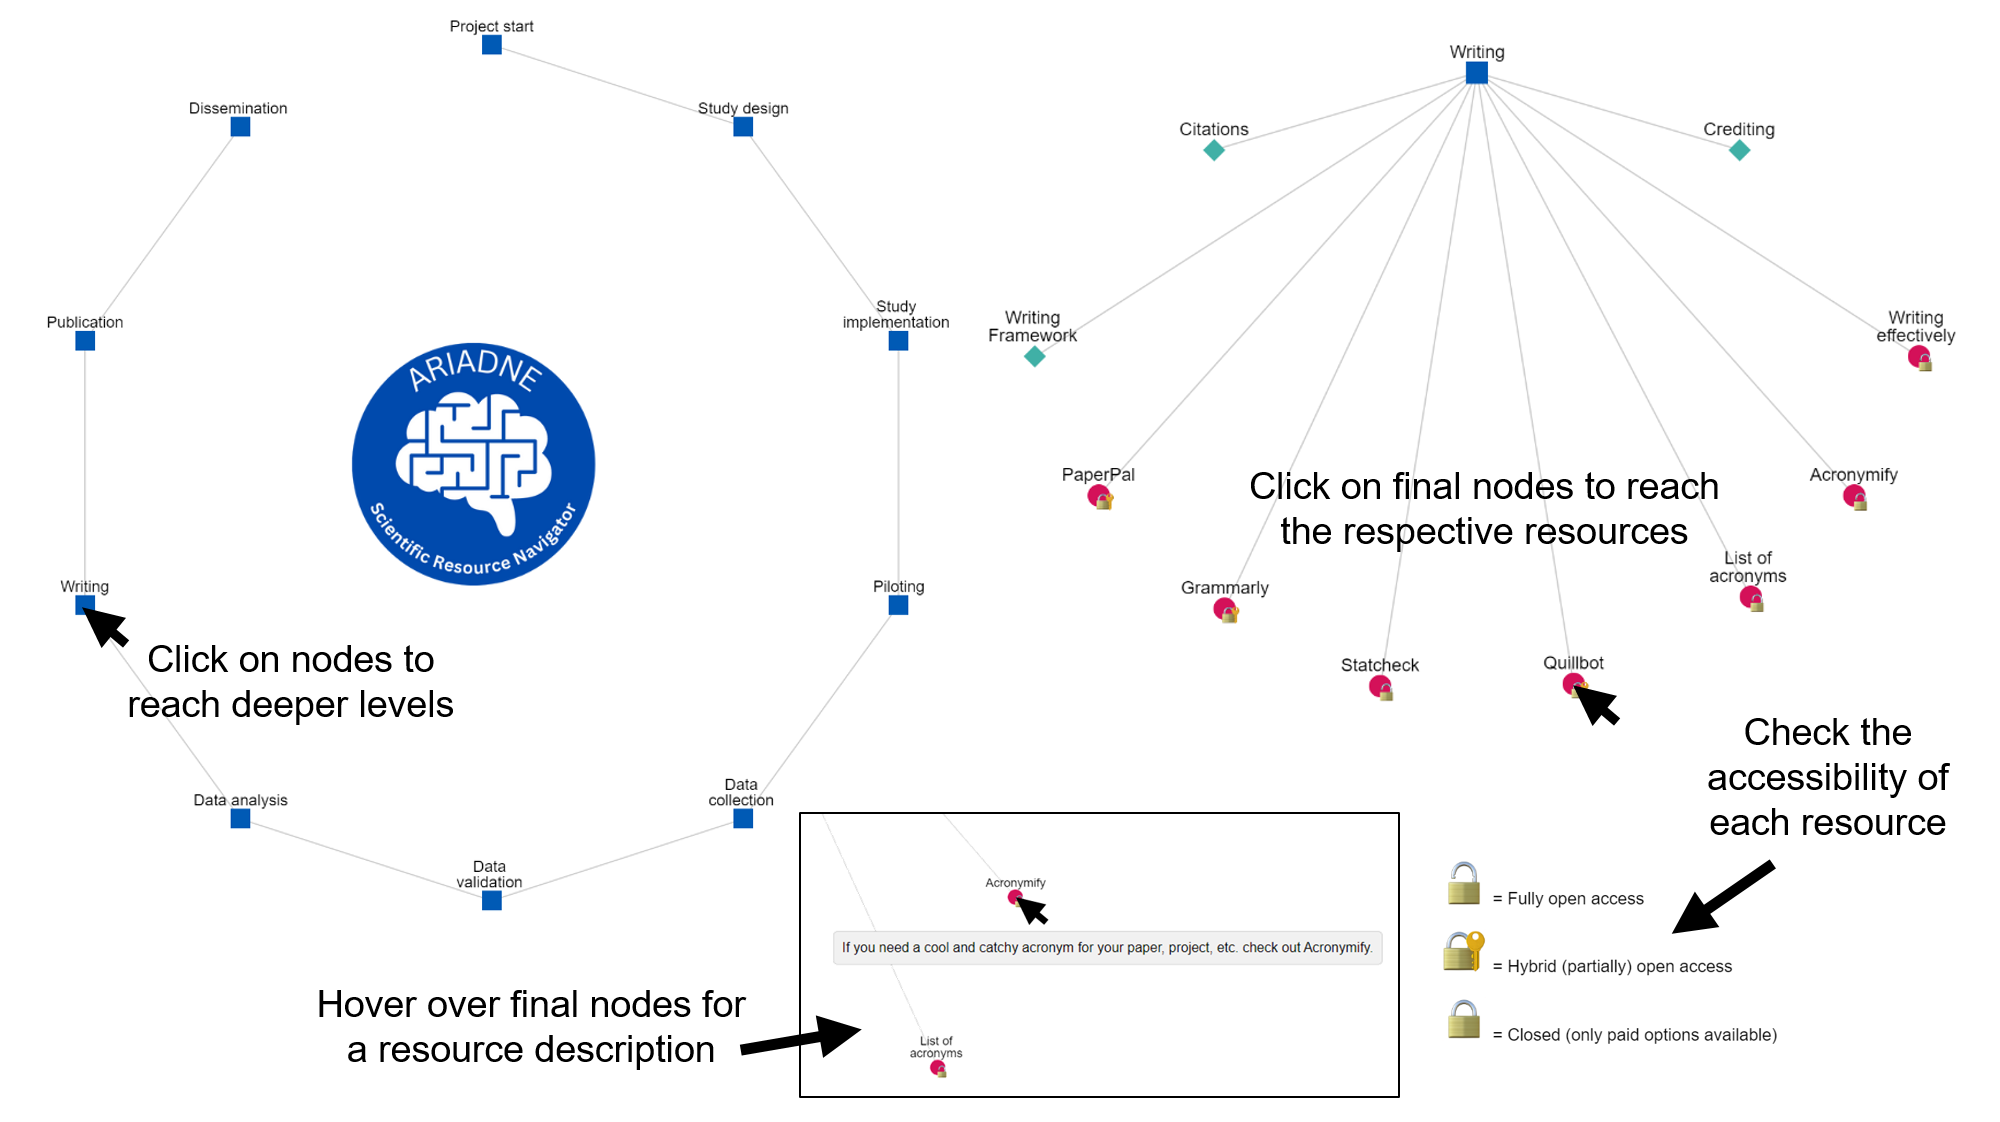 Project start
Dissemination
Study design
Publication
Study
implementation
ARIADNE
Scientific Resource Navigator
Writing
Piloting
Click on nodes to
reach deeper levels
Data analysis
Data
collection
Data
validation
Writing
Citations
Crediting
Writing
Framework
Writing
effectively
PaperPal
Acronymify
Click on final nodes to reach
the respective resources
List of
acronyms
Grammarly
Statcheck
Quillbot
Check the
accessibility of
each resource
Acronymify
If you need a cool and catchy acronym for your paper, project, etc. check out Acronymify.
List of
acronyms
Hover over final nodes for
a resource description
= Fully open access
= Hybrid (partially) open access
= Closed (only paid options available)